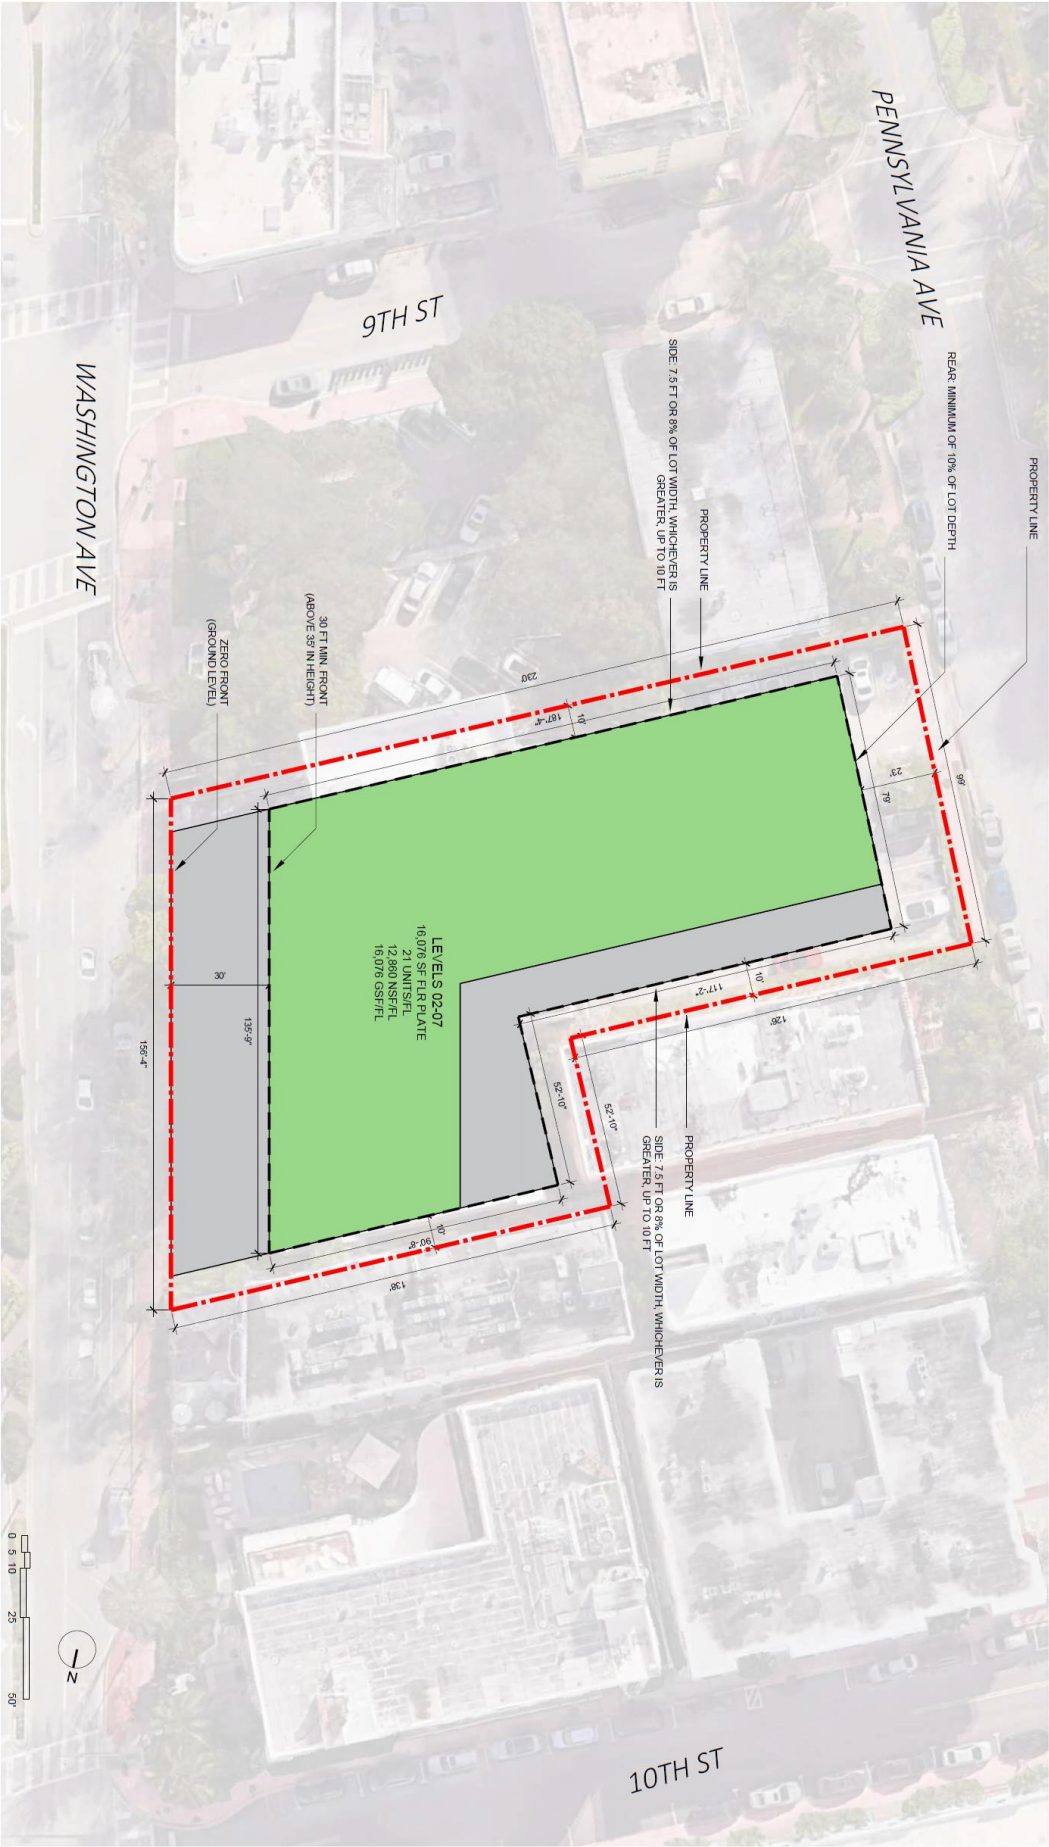 PENNSYLVANIA AVE
9TH ST
WASHINGTON AVE
10TH ST
PROPERTY LINE
REAR: MINIMUM OF 10% OF LOT DEPTH
SIDE: 7.5 FT OR 8% OF LOT WIDTH, WHICHEVER IS
GREATER, UP TO 10 FT
PROPERTY LINE
30 FT MIN. FRONT
(ABOVE 35' IN HEIGHT)
ZERO FRONT
(GROUND LEVEL)
230'
187'-4"
10'
99'
23'
79'
LEVELS 02-07
16,076 SF FLR PLATE
21 UNITS/FL
12,860 NSF/FL
16,076 GSF/FL
10'
117'-2"
126'
30'
135'-9"
156'-4"
52'-10"
52'-10"
PROPERTY LINE
SIDE: 7.5 FT OR 8% OF LOT WIDTH, WHICHEVER IS
GREATER, UP TO 10 FT
10'
90'-8"
138'
0 5 10 25 50'
N